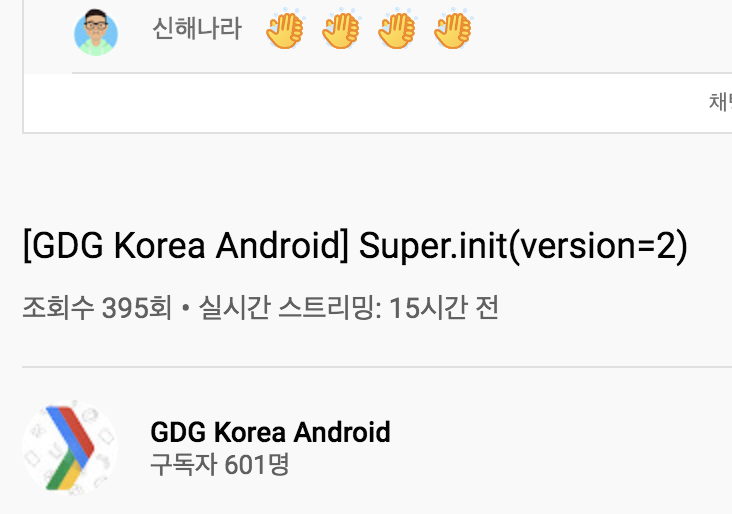 신해나라 👏 👏 👏 👏
[GDG Korea Android] Super.init(version=2)
조회수 395회 • 실시간 스트리밍: 15시간 전
GDG Korea Android
구독자 601명